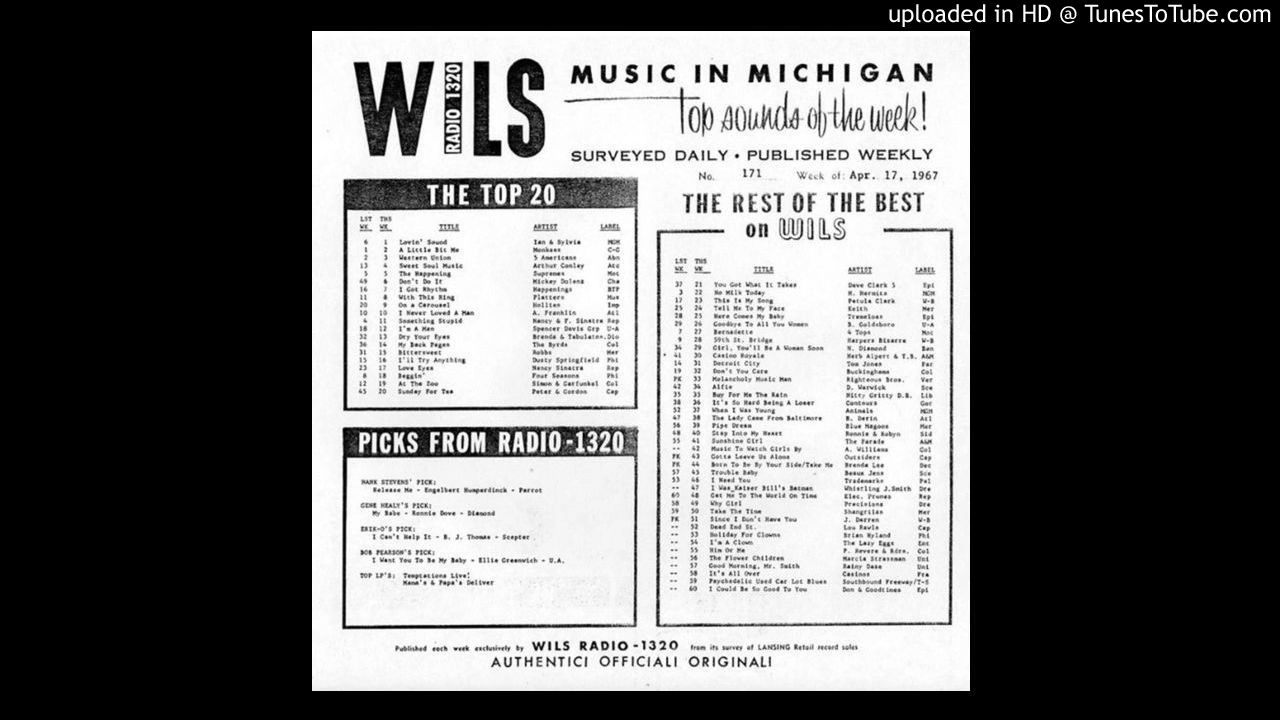 uploaded in HD @ TunesToTube.com
WILS
RADIO 1320
MUSIC IN MICHIGAN
top sounds of the week!
SURVEYED DAILY • PUBLISHED WEEKLY
No. 171 Week of: Apr. 17, 1967
THE TOP 20
LST THS
WK WK TITLE ARTIST LABEL
6 1 Lovin' Sound Ian & Sylvia MGM
1 2 A Little Bit Me Monkees C-G
2 3 Western Union 5 Americans Abn
13 4 Sweet Soul Music Arthur Conley Atc
5 5 The Happening Supremes Mot
49 6 Don't Do It Mickey Dolenz Cha
16 7 I Got Rhythm Happenings BTP
11 8 With This Ring Platters Mus
20 9 On a Carousel Hollies Imp
10 10 I Never Loved A Man A. Franklin Atl
4 11 Something Stupid Nancy & F. Sinatra Rep
18 12 I'm A Man Spencer Davis Grp U-A
32 13 Dry Your Eyes Brenda & Tabulatns. Dio
36 14 My Back Pages The Byrds Col
31 15 Bittersweet Robbs Mer
15 16 I'll Try Anything Dusty Springfield Phi
23 17 Love Eyes Nancy Sinatra Rep
8 18 Beggin' Four Seasons Phi
12 19 At The Zoo Simon & Garfunkel Col
45 20 Sunday For Tea Peter & Gordon Cap
PICKS FROM RADIO-1320
HANK STEVENS' PICK:
Release Me - Engelbert Humperdinck - Parrot
GENE HEALY'S PICK:
My Babe - Ronnie Dove - Diamond
ERIK-O'S PICK:
I Can't Help It - B. J. Thomas - Scepter
BOB PEARSON'S PICK:
I Want You To Be My Baby - Ellie Greenwich - U.A.
TOP LP'S: Temptations Live!
Mama's & Papa's Deliver
THE REST OF THE BEST
on WILS
LST THS
WK WK TITLE ARTIST LABEL
37 21 You Got What It Takes Dave Clark 5 Epi
3 22 No Milk Today H. Hermits MGM
17 23 This Is My Song Petula Clark W-B
25 24 Tell Me To My Face Keith Mer
28 25 Here Comes My Baby Tremeloes Epi
29 26 Goodbye To All You Women B. Goldsboro U-A
7 27 Bernadette 4 Tops Mot
9 28 59th St. Bridge Harpers Bizarre W-B
34 29 Girl, You'll Be A Woman Soon N. Diamond Ban
41 30 Casino Royale Herb Alpert & T.B. A&M
14 31 Detroit City Tom Jones Par
19 32 Don't You Care Buckinghams Col
PK 33 Melancholy Music Man Righteous Bros. Ver
42 34 Alfie D. Warwick Sce
35 35 Buy For Me The Rain Nitty Gritty D.B. Lib
38 36 It's So Hard Being A Loser Contours Gor
52 37 When I Was Young Animals MGM
47 38 The Lady Came From Baltimore B. Darin Atl
56 39 Pipe Dream Blue Magoos Mer
48 40 Step Into My Heart Ronnie & Robyn Sid
55 41 Sunshine Girl The Parade A&M
-- 42 Music To Watch Girls By A. Williams Col
PK 43 Gotta Leave Us Alone Outsiders Cap
PK 44 Born To Be By Your Side/Take Me Brenda Lee Dec
57 45 Trouble Baby Beaux Jens Sce
53 46 I Need You Trademarks Pal
-- 47 I Was Kaiser Bill's Batman Whistling J.Smith Dre
60 48 Get Me To The World On Time Elec. Prunes Rep
58 49 Why Girl Precisions Dre
59 50 Take The Time Shangrilas Mer
PK 51 Since I Don't Have You J. Darren W-B
-- 52 Dead End St. Lou Rawls Cap
-- 53 Holiday For Clowns Brian Hyland Phi
-- 54 I'm A Clown The Lazy Eggs Ent
-- 55 Him Or Me P. Revere & Rdrs. Col
-- 56 The Flower Children Marcia Strassman Uni
-- 57 Good Morning, Mr. Smith Rainy Daze Uni
-- 58 It's All Over Casinos Fra
-- 59 Psychedelic Used Car Lot Blues Southbound Freeway/T-S
-- 60 I Could Be So Good To You Don & Goodtimes Epi
Published each week exclusively by WILS RADIO-1320 from its survey of LANSING Retail record sales
AUTHENTICI OFFICIALI ORIGINALI